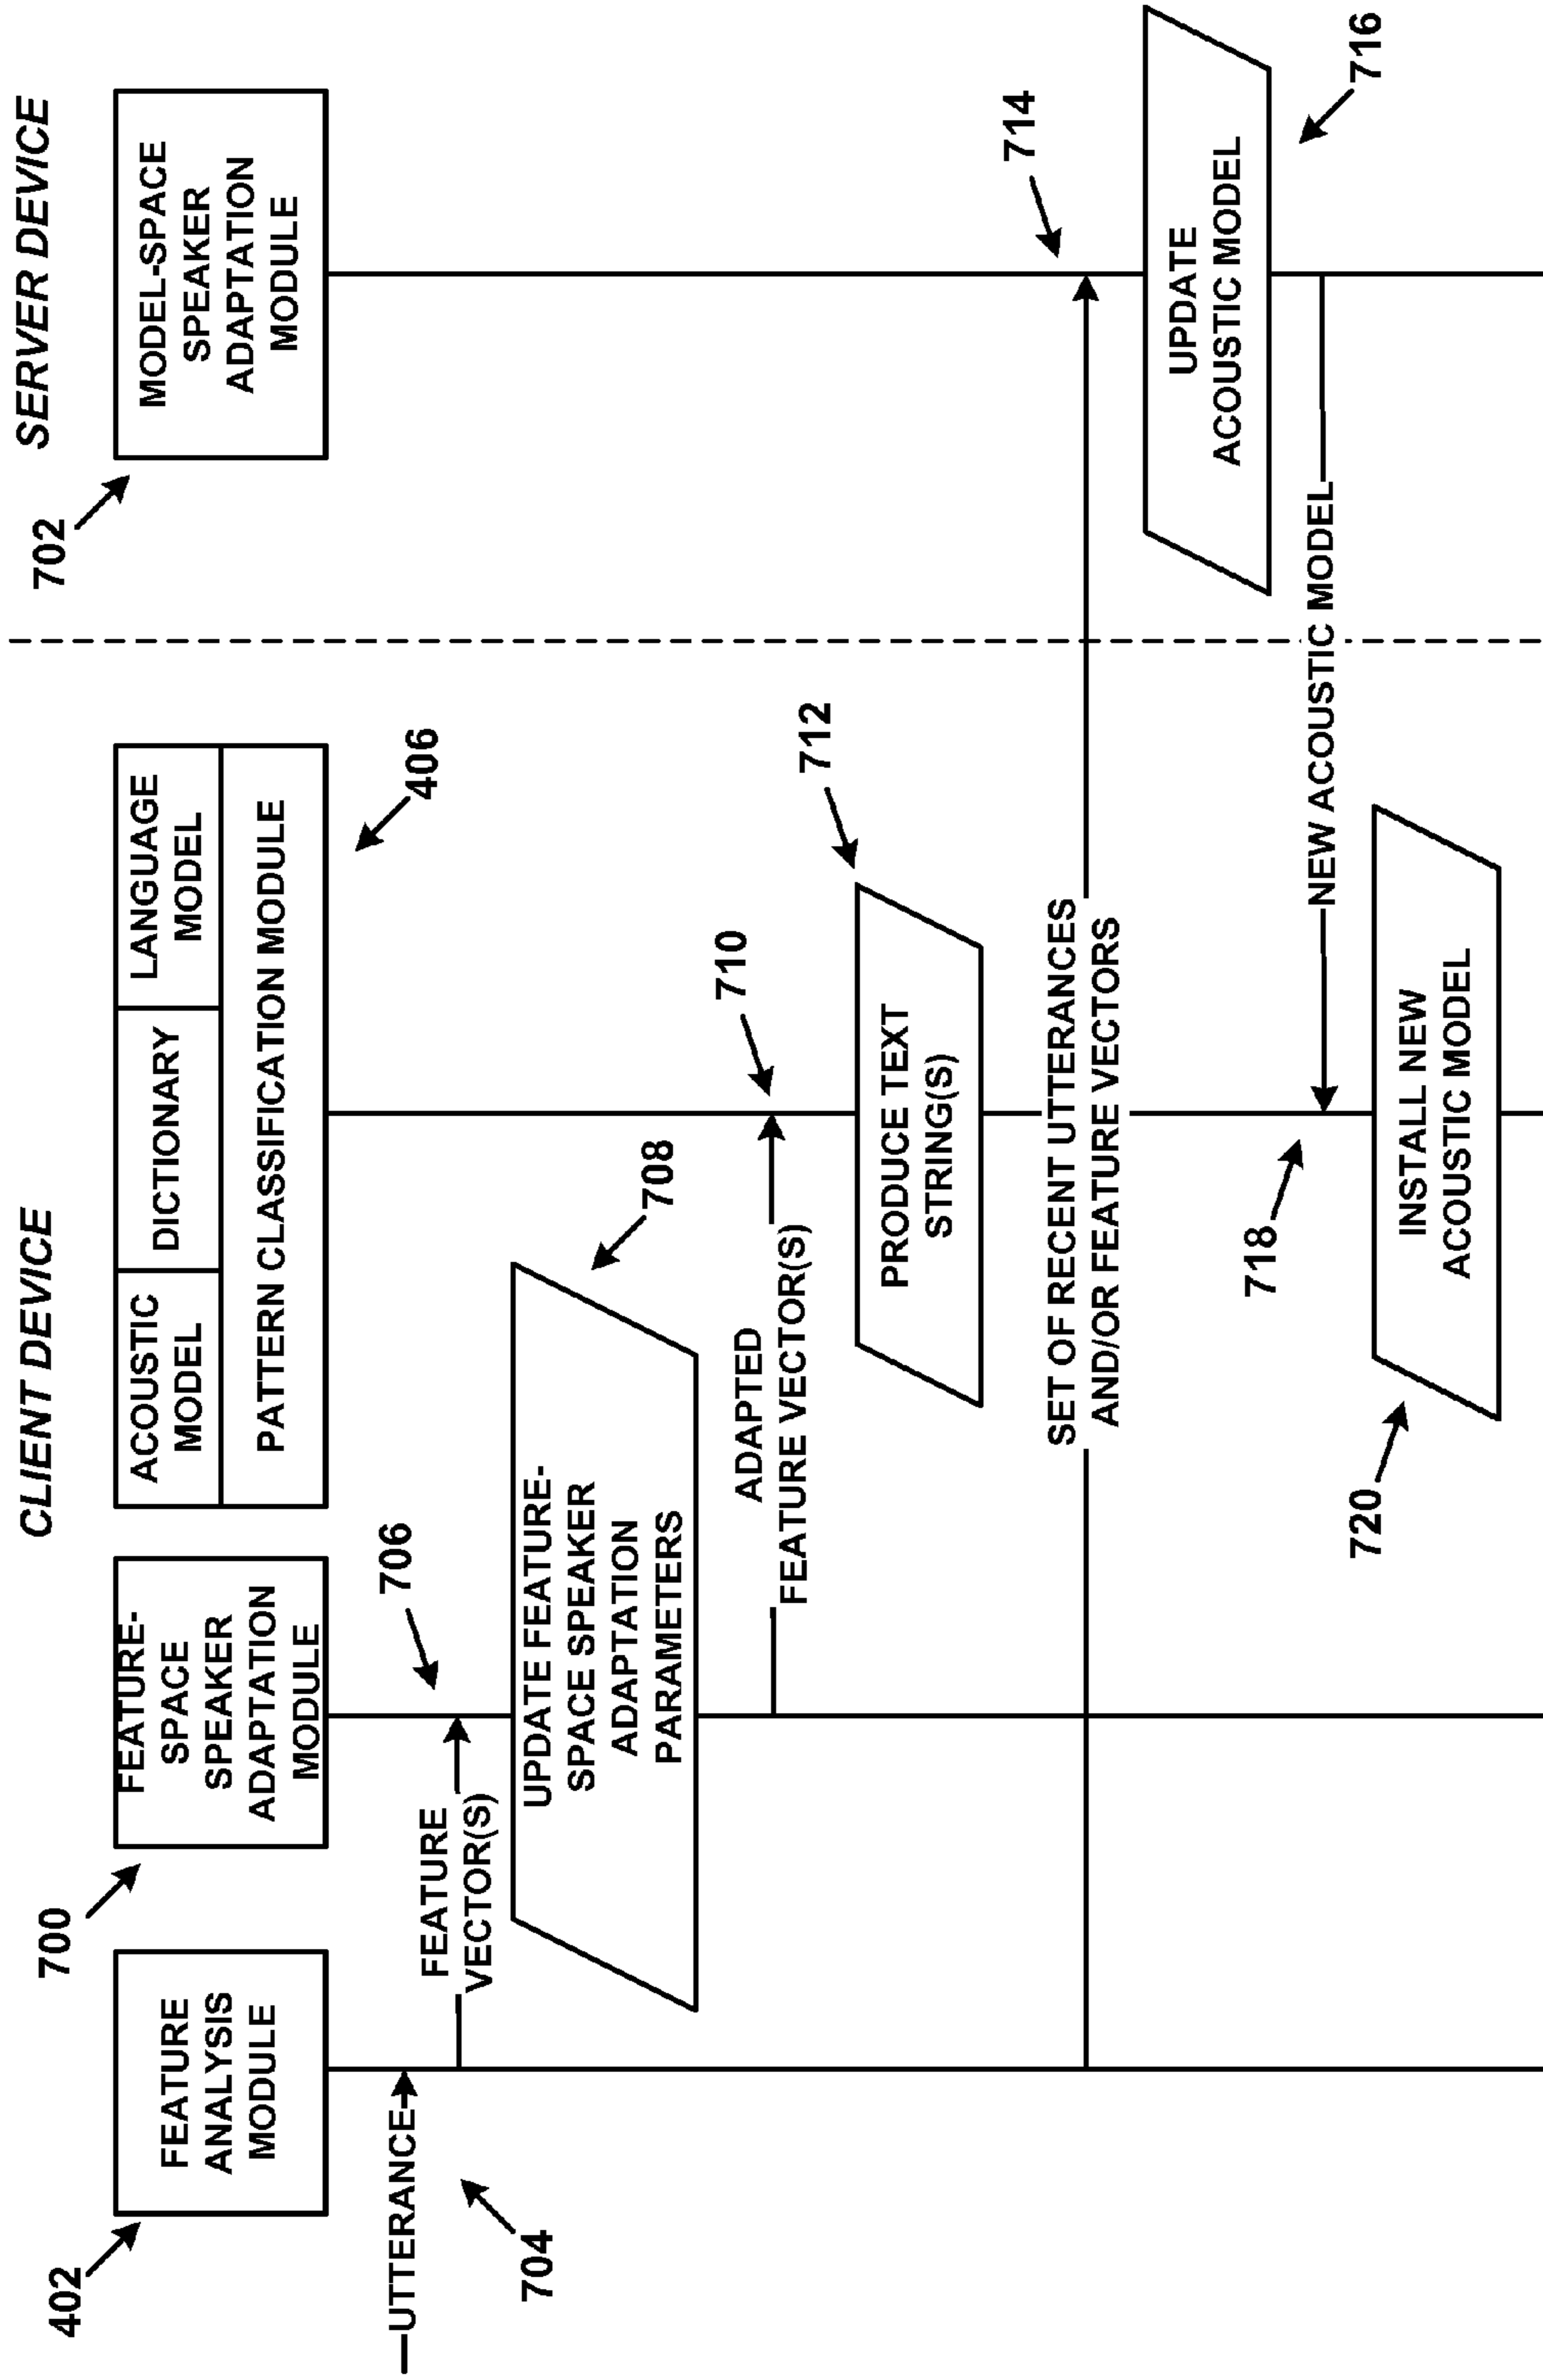 CLIENT DEVICE
SERVER DEVICE
402
FEATURE
ANALYSIS
MODULE
700
FEATURE-
SPACE
SPEAKER
ADAPTATION
MODULE
ACOUSTIC
MODEL
DICTIONARY
LANGUAGE
MODEL
PATTERN CLASSIFICATION MODULE
406
702
MODEL-SPACE
SPEAKER
ADAPTATION
MODULE
UTTERANCE
704
FEATURE
VECTOR(S)
706
UPDATE FEATURE-
SPACE SPEAKER
ADAPTATION
PARAMETERS
708
ADAPTED
FEATURE VECTOR(S)
710
PRODUCE TEXT
STRING(S)
712
SET OF RECENT UTTERANCES
AND/OR FEATURE VECTORS
714
UPDATE
ACOUSTIC MODEL
716
NEW ACOUSTIC MODEL
718
INSTALL NEW
ACOUSTIC MODEL
720